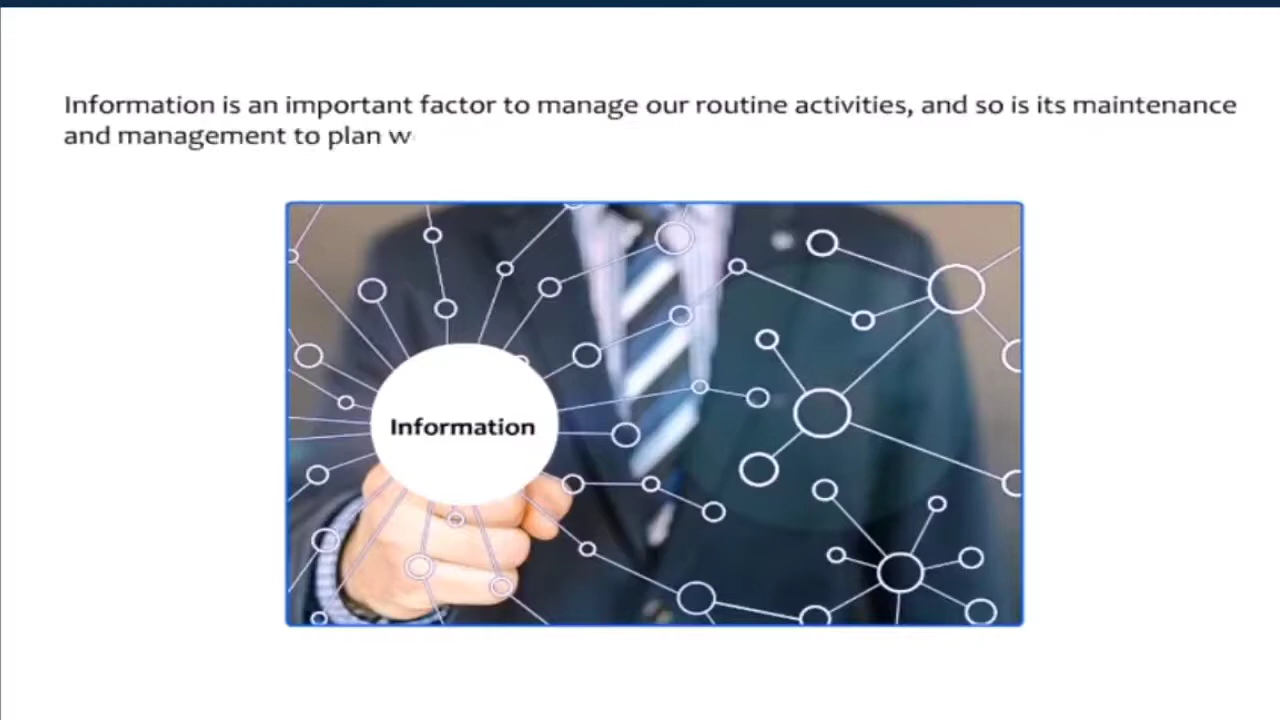 Information is an important factor to manage our routine activities, and so is its maintenance
and management to plan w
Information